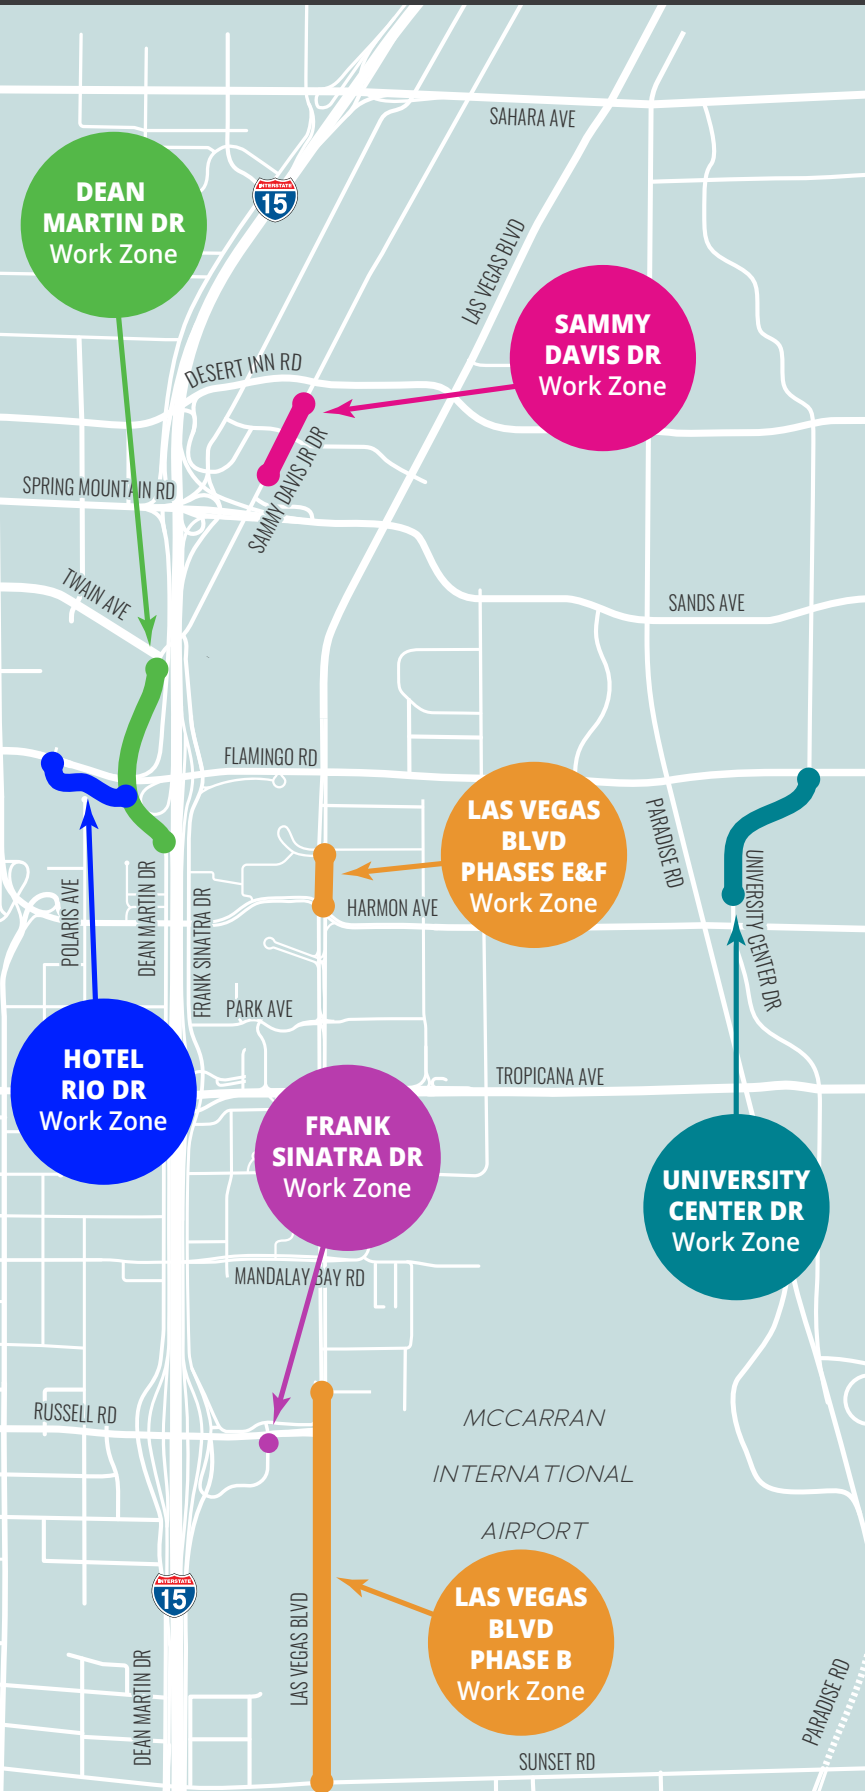 SAHARA AVE
DEAN
MARTIN DR
Work Zone
INTERSTATE
15
LAS VEGAS BLVD
SAMMY
DAVIS DR
Work Zone
DESERT INN RD
SPRING MOUNTAIN RD
SAMMY DAVIS JR DR
TWAIN AVE
SANDS AVE
FLAMINGO RD
LAS VEGAS
BLVD
PHASES E&F
Work Zone
PARADISE RD
UNIVERSITY CENTER DR
POLARIS AVE
DEAN MARTIN DR
FRANK SINATRA DR
HARMON AVE
PARK AVE
HOTEL
RIO DR
Work Zone
TROPICANA AVE
FRANK
SINATRA DR
Work Zone
UNIVERSITY
CENTER DR
Work Zone
MANDALAY BAY RD
RUSSELL RD
MCCARRAN
INTERNATIONAL
AIRPORT
INTERSTATE
15
LAS VEGAS BLVD
LAS VEGAS
BLVD
PHASE B
Work Zone
DEAN MARTIN DR
PARADISE RD
SUNSET RD